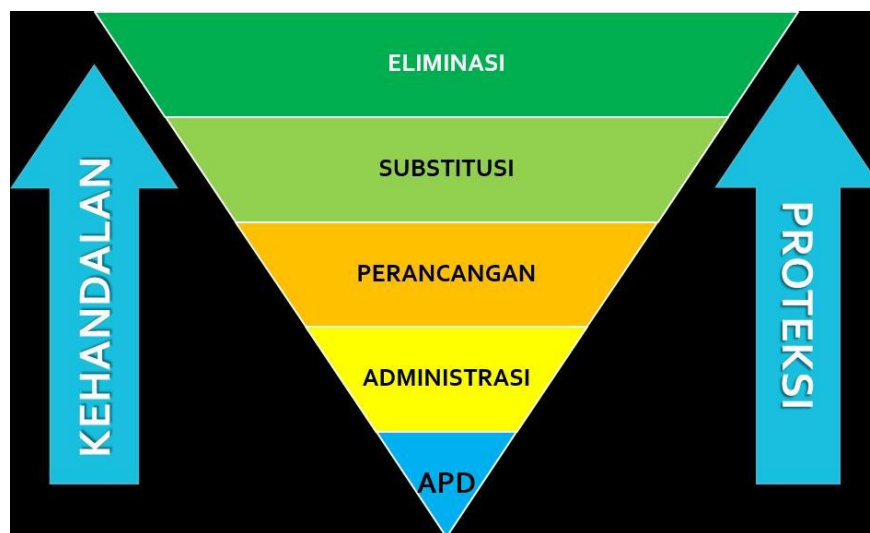 ELIMINASI
SUBSTITUSI
PERANCANGAN
ADMINISTRASI
APD
KEHANDALAN
PROTEKSI